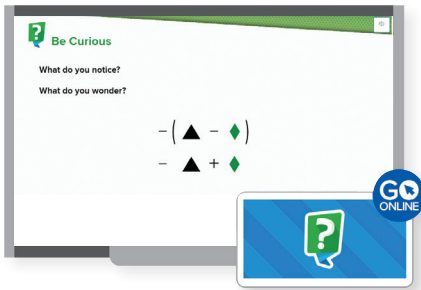 ?
Be Curious
What do you notice?
What do you wonder?
−(▲ − ♦)
− ▲ + ♦
GO
ONLINE
?